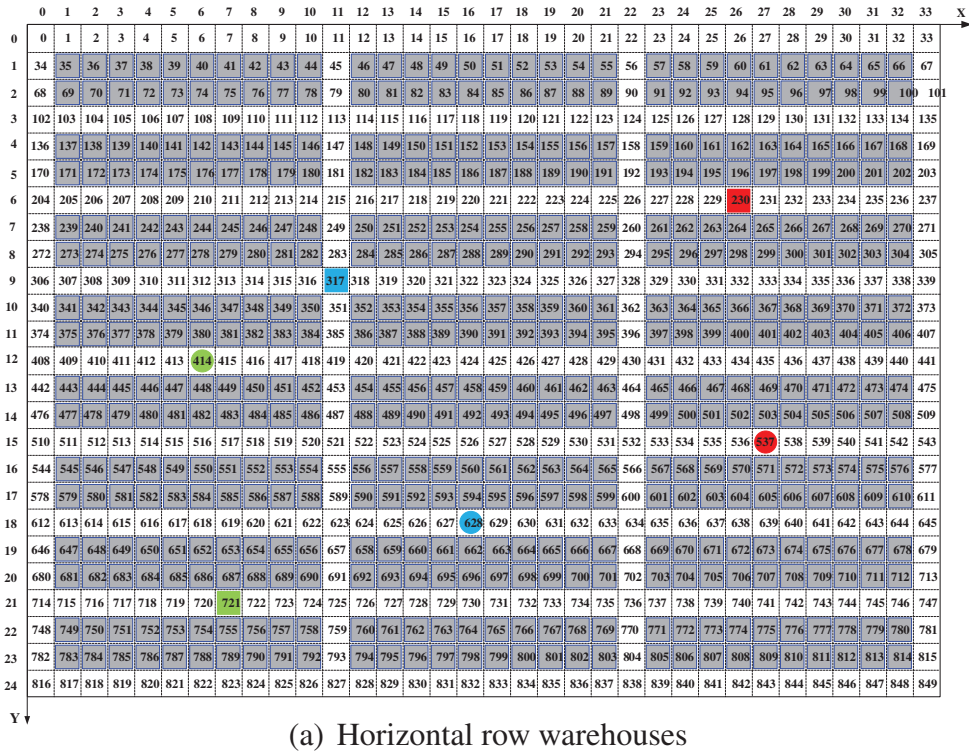 X
0 1 2 3 4 5 6 7 8 9 10 11 12 13 14 15 16 17 18 19 20 21 22 23 24 25 26 27 28 29 30 31 32 33
0 0 1 2 3 4 5 6 7 8 9 10 11 12 13 14 15 16 17 18 19 20 21 22 23 24 25 26 27 28 29 30 31 32 33
1 34 35 36 37 38 39 40 41 42 43 44 45 46 47 48 49 50 51 52 53 54 55 56 57 58 59 60 61 62 63 64 65 66 67
2 68 69 70 71 72 73 74 75 76 77 78 79 80 81 82 83 84 85 86 87 88 89 90 91 92 93 94 95 96 97 98 99 100 101
3 102 103 104 105 106 107 108 109 110 111 112 113 114 115 116 117 118 119 120 121 122 123 124 125 126 127 128 129 130 131 132 133 134 135
4 136 137 138 139 140 141 142 143 144 145 146 147 148 149 150 151 152 153 154 155 156 157 158 159 160 161 162 163 164 165 166 167 168 169
5 170 171 172 173 174 175 176 177 178 179 180 181 182 183 184 185 186 187 188 189 190 191 192 193 194 195 196 197 198 199 200 201 202 203
6 204 205 206 207 208 209 210 211 212 213 214 215 216 217 218 219 220 221 222 223 224 225 226 227 228 229 230 231 232 233 234 235 236 237
7 238 239 240 241 242 243 244 245 246 247 248 249 250 251 252 253 254 255 256 257 258 259 260 261 262 263 264 265 266 267 268 269 270 271
8 272 273 274 275 276 277 278 279 280 281 282 283 284 285 286 287 288 289 290 291 292 293 294 295 296 297 298 299 300 301 302 303 304 305
9 306 307 308 309 310 311 312 313 314 315 316 317 318 319 320 321 322 323 324 325 326 327 328 329 330 331 332 333 334 335 336 337 338 339
10 340 341 342 343 344 345 346 347 348 349 350 351 352 353 354 355 356 357 358 359 360 361 362 363 364 365 366 367 368 369 370 371 372 373
11 374 375 376 377 378 379 380 381 382 383 384 385 386 387 388 389 390 391 392 393 394 395 396 397 398 399 400 401 402 403 404 405 406 407
12 408 409 410 411 412 413 414 415 416 417 418 419 420 421 422 423 424 425 426 427 428 429 430 431 432 433 434 435 436 437 438 439 440 441
13 442 443 444 445 446 447 448 449 450 451 452 453 454 455 456 457 458 459 460 461 462 463 464 465 466 467 468 469 470 471 472 473 474 475
14 476 477 478 479 480 481 482 483 484 485 486 487 488 489 490 491 492 493 494 495 496 497 498 499 500 501 502 503 504 505 506 507 508 509
15 510 511 512 513 514 515 516 517 518 519 520 521 522 523 524 525 526 527 528 529 530 531 532 533 534 535 536 537 538 539 540 541 542 543
16 544 545 546 547 548 549 550 551 552 553 554 555 556 557 558 559 560 561 562 563 564 565 566 567 568 569 570 571 572 573 574 575 576 577
17 578 579 580 581 582 583 584 585 586 587 588 589 590 591 592 593 594 595 596 597 598 599 600 601 602 603 604 605 606 607 608 609 610 611
18 612 613 614 615 616 617 618 619 620 621 622 623 624 625 626 627 628 629 630 631 632 633 634 635 636 637 638 639 640 641 642 643 644 645
19 646 647 648 649 650 651 652 653 654 655 656 657 658 659 660 661 662 663 664 665 666 667 668 669 670 671 672 673 674 675 676 677 678 679
20 680 681 682 683 684 685 686 687 688 689 690 691 692 693 694 695 696 697 698 699 700 701 702 703 704 705 706 707 708 709 710 711 712 713
21 714 715 716 717 718 719 720 721 722 723 724 725 726 727 728 729 730 731 732 733 734 735 736 737 738 739 740 741 742 743 744 745 746 747
22 748 749 750 751 752 753 754 755 756 757 758 759 760 761 762 763 764 765 766 767 768 769 770 771 772 773 774 775 776 777 778 779 780 781
23 782 783 784 785 786 787 788 789 790 791 792 793 794 795 796 797 798 799 800 801 802 803 804 805 806 807 808 809 810 811 812 813 814 815
24 816 817 818 819 820 821 822 823 824 825 826 827 828 829 830 831 832 833 834 835 836 837 838 839 840 841 842 843 844 845 846 847 848 849
Y
(a) Horizontal row warehouses